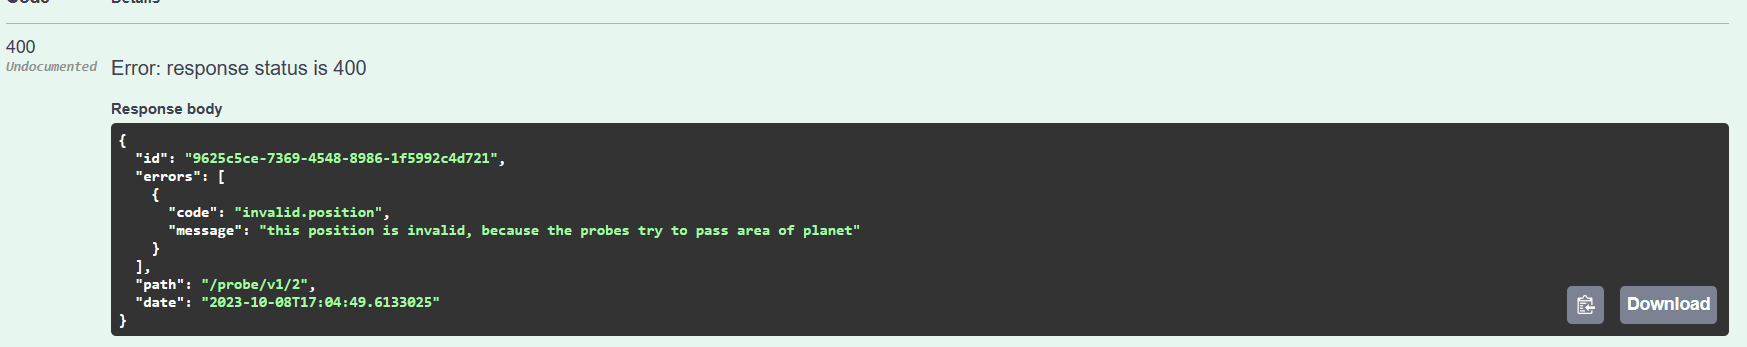 Code Details
400
Undocumented
Error: response status is 400
Response body
{
"id": "9625c5ce-7369-4548-8986-1f5992c4d721",
"errors": [
{
"code": "invalid.position",
"message": "this position is invalid, because the probes try to pass area of planet"
}
],
"path": "/probe/v1/2",
"date": "2023-10-08T17:04:49.6133025"
}
Download